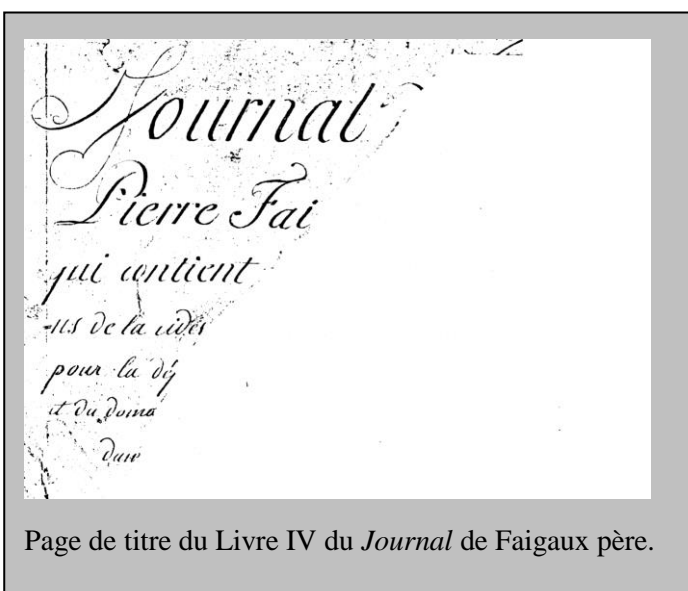 Journal
Pierre Fai
qui contient
de la
pour la
et du
Page de titre du Livre IV du Journal de Faigaux père.